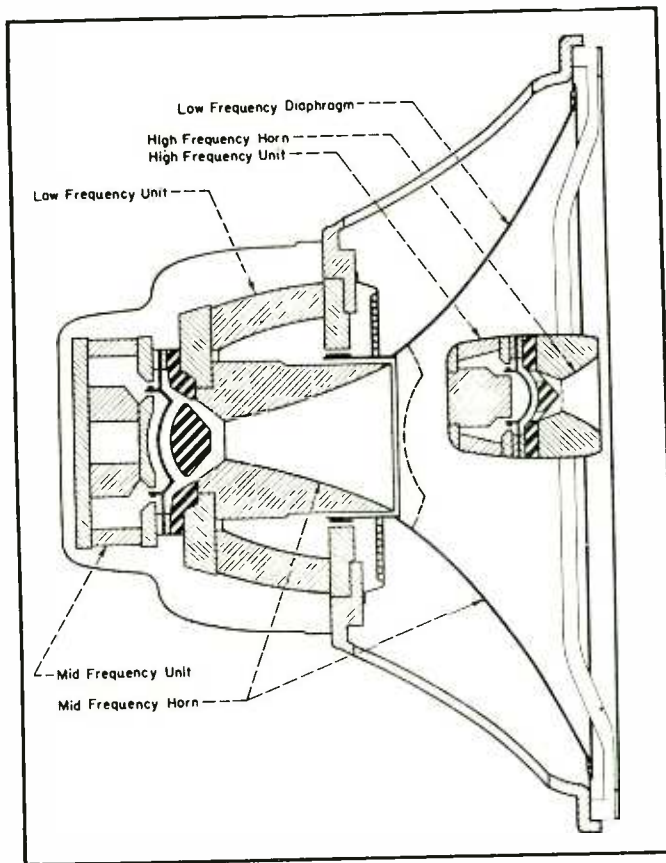 Low Frequency Diaphragm
High Frequency Horn
High Frequency Unit
Low Frequency Unit
Mid Frequency Unit
Mid Frequency Horn